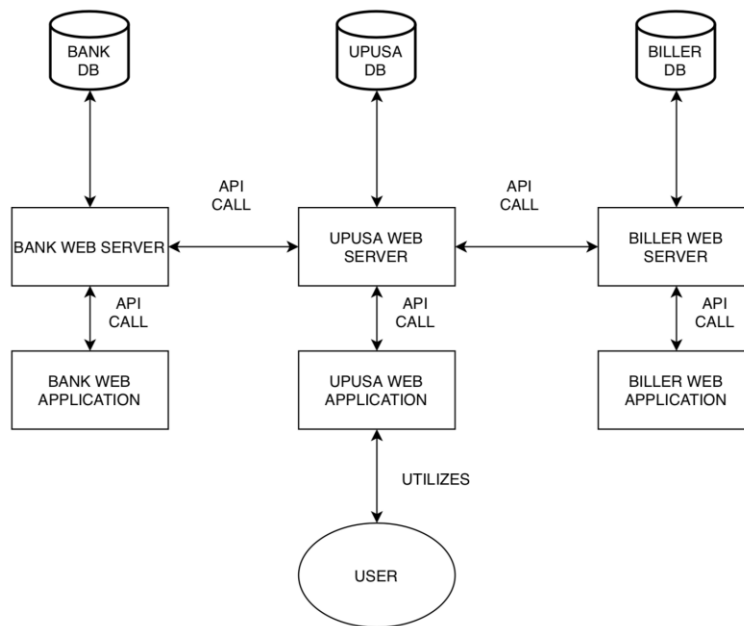 BANK
DB
UPUSA
DB
BILLER
DB
API
CALL
API
CALL
BANK WEB SERVER
UPUSA WEB
SERVER
BILLER WEB
SERVER
API
CALL
API
CALL
API
CALL
BANK WEB
APPLICATION
UPUSA WEB
APPLICATION
BILLER WEB
APPLICATION
UTILIZES
USER